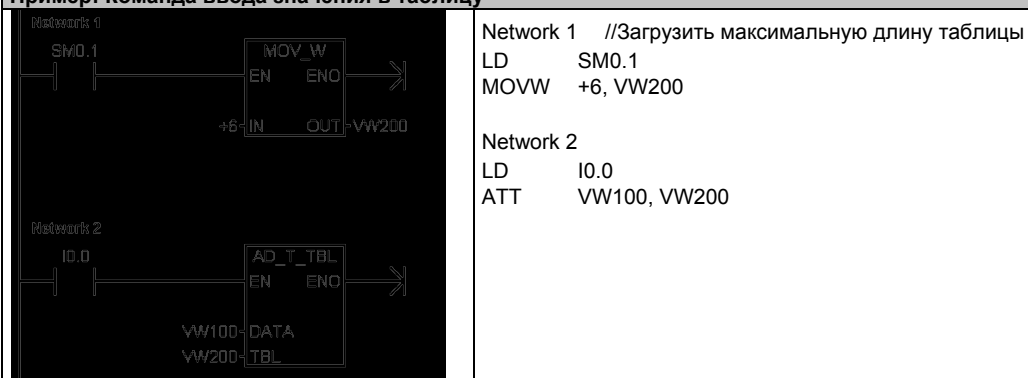 Пример: Команда ввода значения в таблицу
Network 1
SM0.1
MOV_W
EN ENO
+6 IN OUT VW200
Network 2
I0.0
AD_T_TBL
EN ENO
VW100 DATA
VW200 TBL
Network 1 //Загрузить максимальную длину таблицы
LD SM0.1
MOVW +6, VW200
Network 2
LD I0.0
ATT VW100, VW200